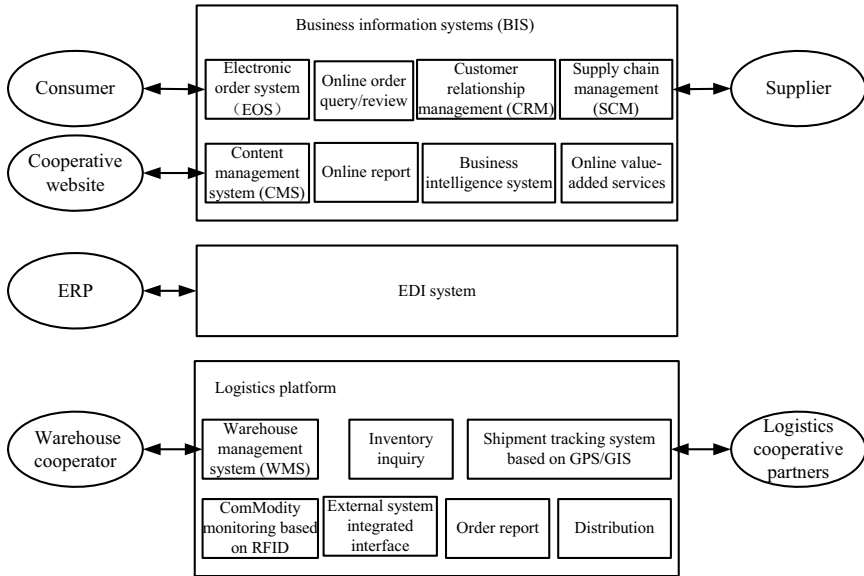 Business information systems (BIS)
Consumer
Electronic
order system
（EOS）
Online order
query/review
Customer
relationship
management (CRM)
Supply chain
management
(SCM)
Supplier
Cooperative
website
Content
management
system (CMS)
Online report
Business
intelligence system
Online value-
added services
ERP
EDI system
Logistics platform
Warehouse
cooperator
Warehouse
management
system (WMS)
Inventory
inquiry
Shipment tracking system
based on GPS/GIS
Logistics
cooperative
partners
ComModity
monitoring based
on RFID
External system
integrated
interface
Order report
Distribution